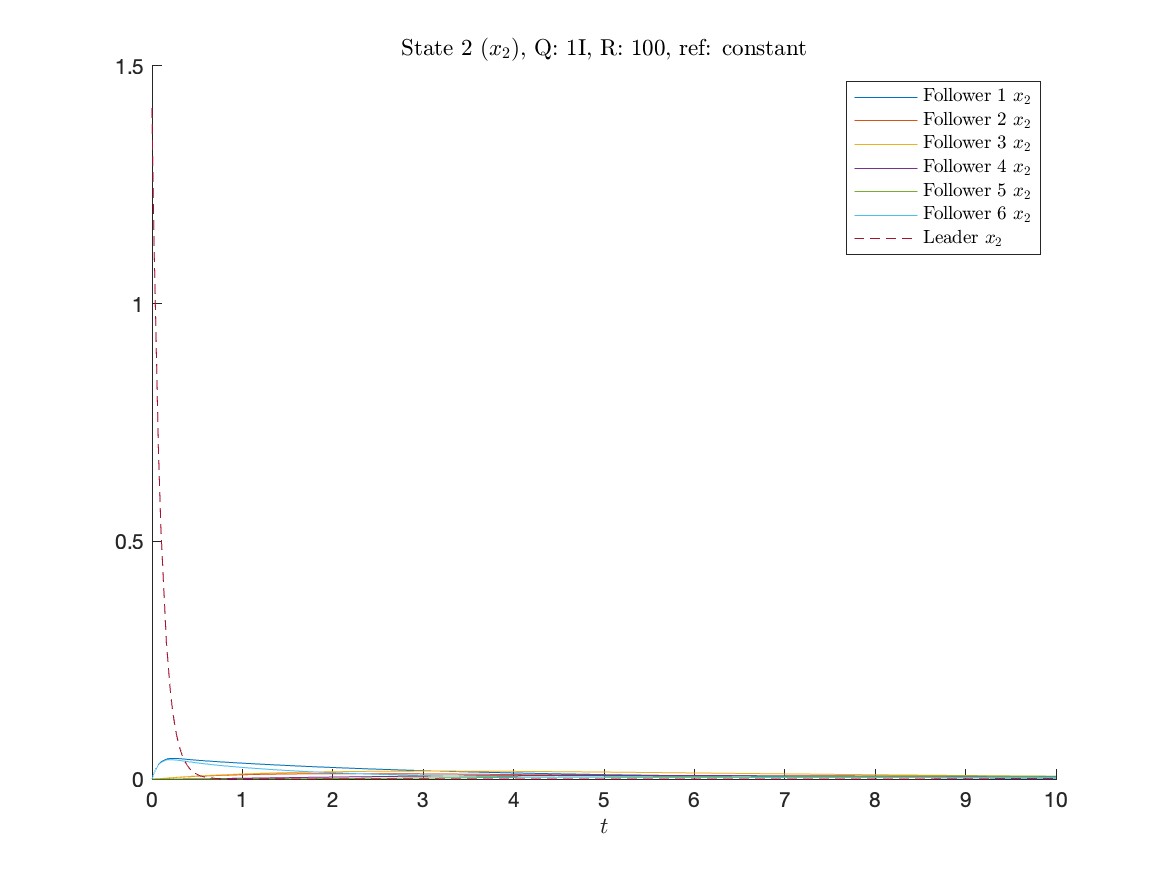 State 2 (x₂), Q: 1I, R: 100, ref: constant
1.5
Follower 1 x₂
Follower 2 x₂
Follower 3 x₂
Follower 4 x₂
Follower 5 x₂
Follower 6 x₂
Leader x₂
1
0.5
0
0 1 2 3 4 5 6 7 8 9 10
t